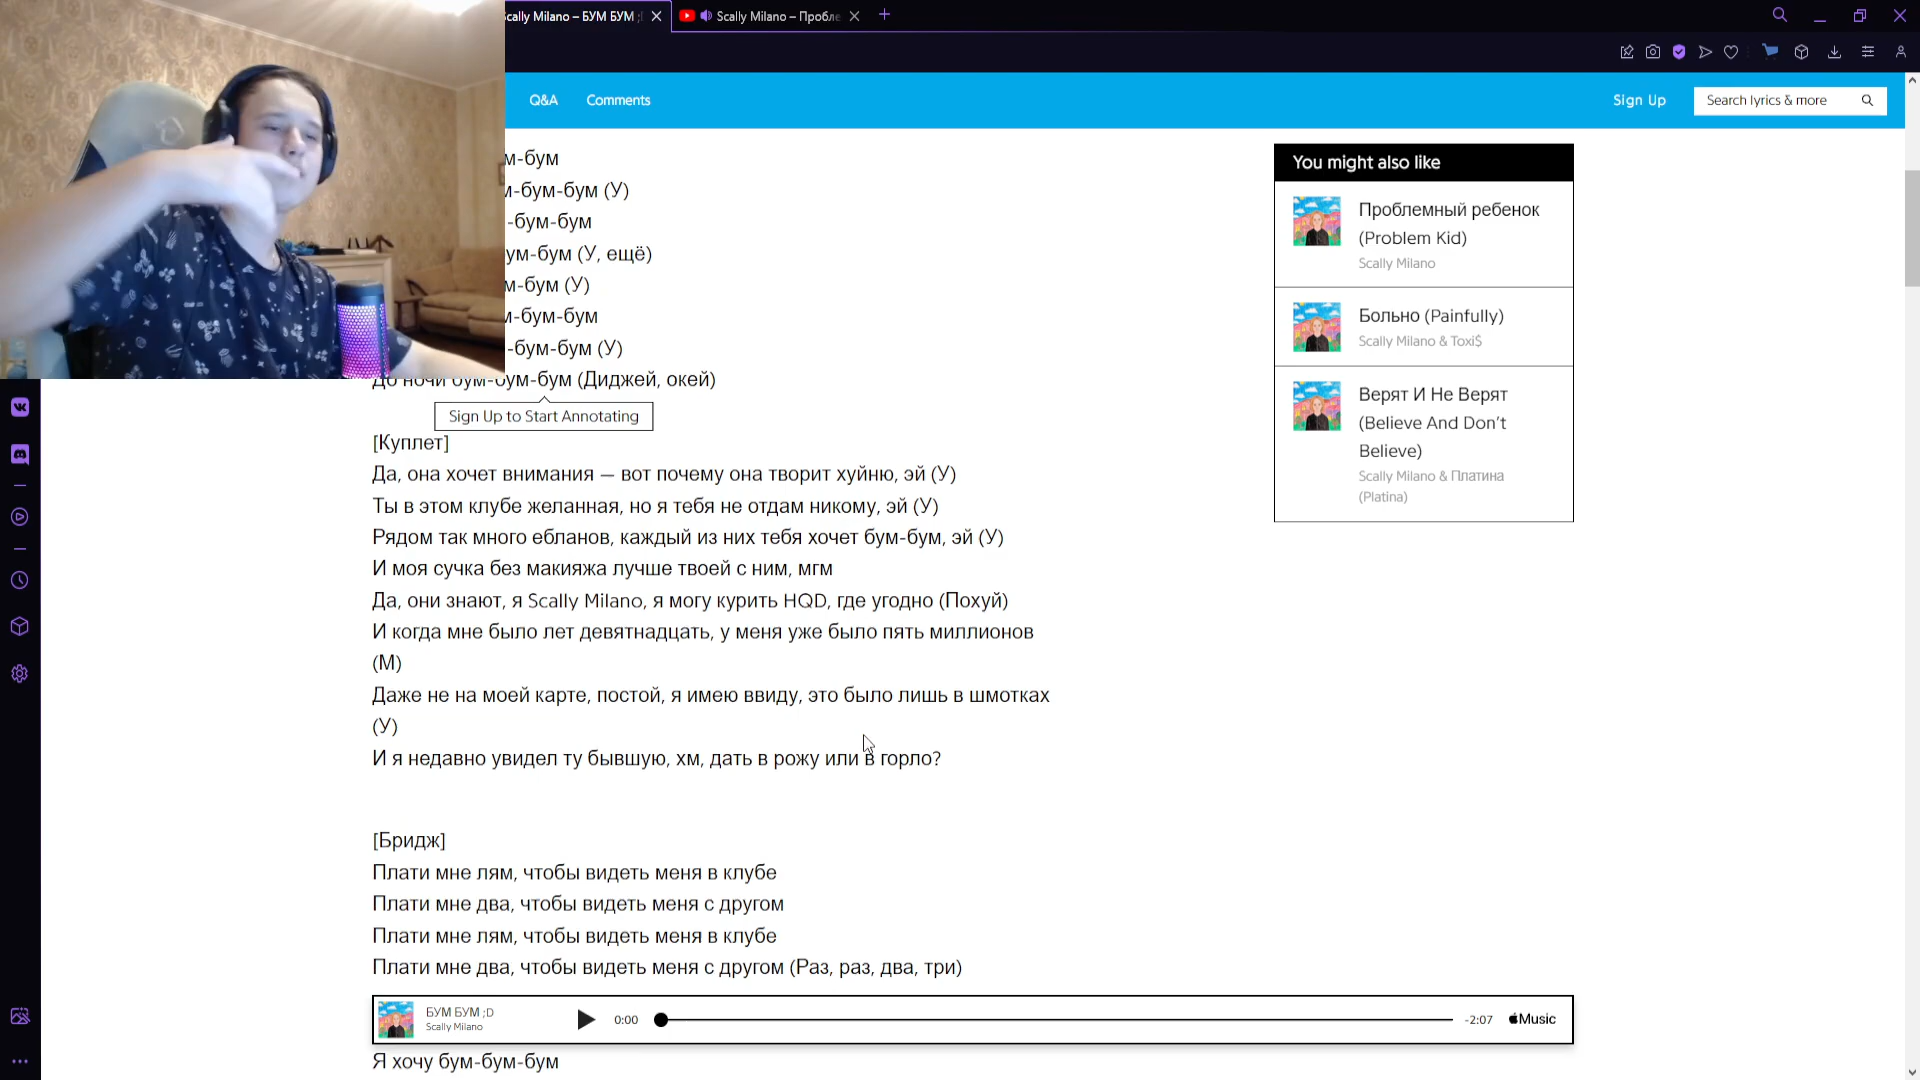 Scally Milano – БУМ БУМ ;
Scally Milano – Пробле
Q&A
Comments
Sign Up
Search lyrics & more
м-бум
м-бум-бум (У)
-бум-бум
ум-бум (У, ещё)
м-бум (У)
м-бум-бум
-бум-бум (У)
До ночи бум-бум-бум (Диджей, окей)
Sign Up to Start Annotating
[Куплет]
Да, она хочет внимания — вот почему она творит хуйню, эй (У)
Ты в этом клубе желанная, но я тебя не отдам никому, эй (У)
Рядом так много ебланов, каждый из них тебя хочет бум-бум, эй (У)
И моя сучка без макияжа лучше твоей с ним, мгм
Да, они знают, я Scally Milano, я могу курить HQD, где угодно (Похуй)
И когда мне было лет девятнадцать, у меня уже было пять миллионов
(М)
Даже не на моей карте, постой, я имею ввиду, это было лишь в шмотках
(У)
И я недавно увидел ту бывшую, хм, дать в рожу или в горло?
[Бридж]
Плати мне лям, чтобы видеть меня в клубе
Плати мне два, чтобы видеть меня с другом
Плати мне лям, чтобы видеть меня в клубе
Плати мне два, чтобы видеть меня с другом (Раз, раз, два, три)
You might also like
Проблемный ребенок
(Problem Kid)
Scally Milano
Больно (Painfully)
Scally Milano & Toxi$
Верят И Не Верят
(Believe And Don’t
Believe)
Scally Milano & Платина
(Platina)
БУМ БУМ ;D
Scally Milano
0:00
-2:07
Music
Я хочу бум-бум-бум